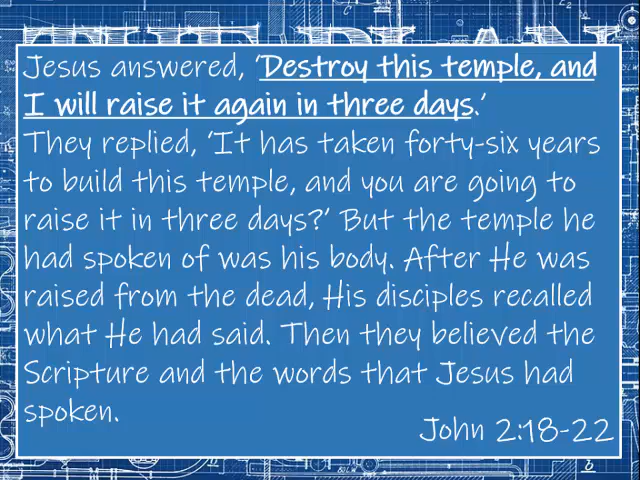 THE PLAN
Jesus answered, ‘Destroy this temple, and
I will raise it again in three days.’
They replied, ‘It has taken forty-six years
to build this temple, and you are going to
raise it in three days?’ But the temple he
had spoken of was his body. After He was
raised from the dead, His disciples recalled
what He had said. Then they believed the
Scripture and the words that Jesus had
spoken.
John 2:18-22